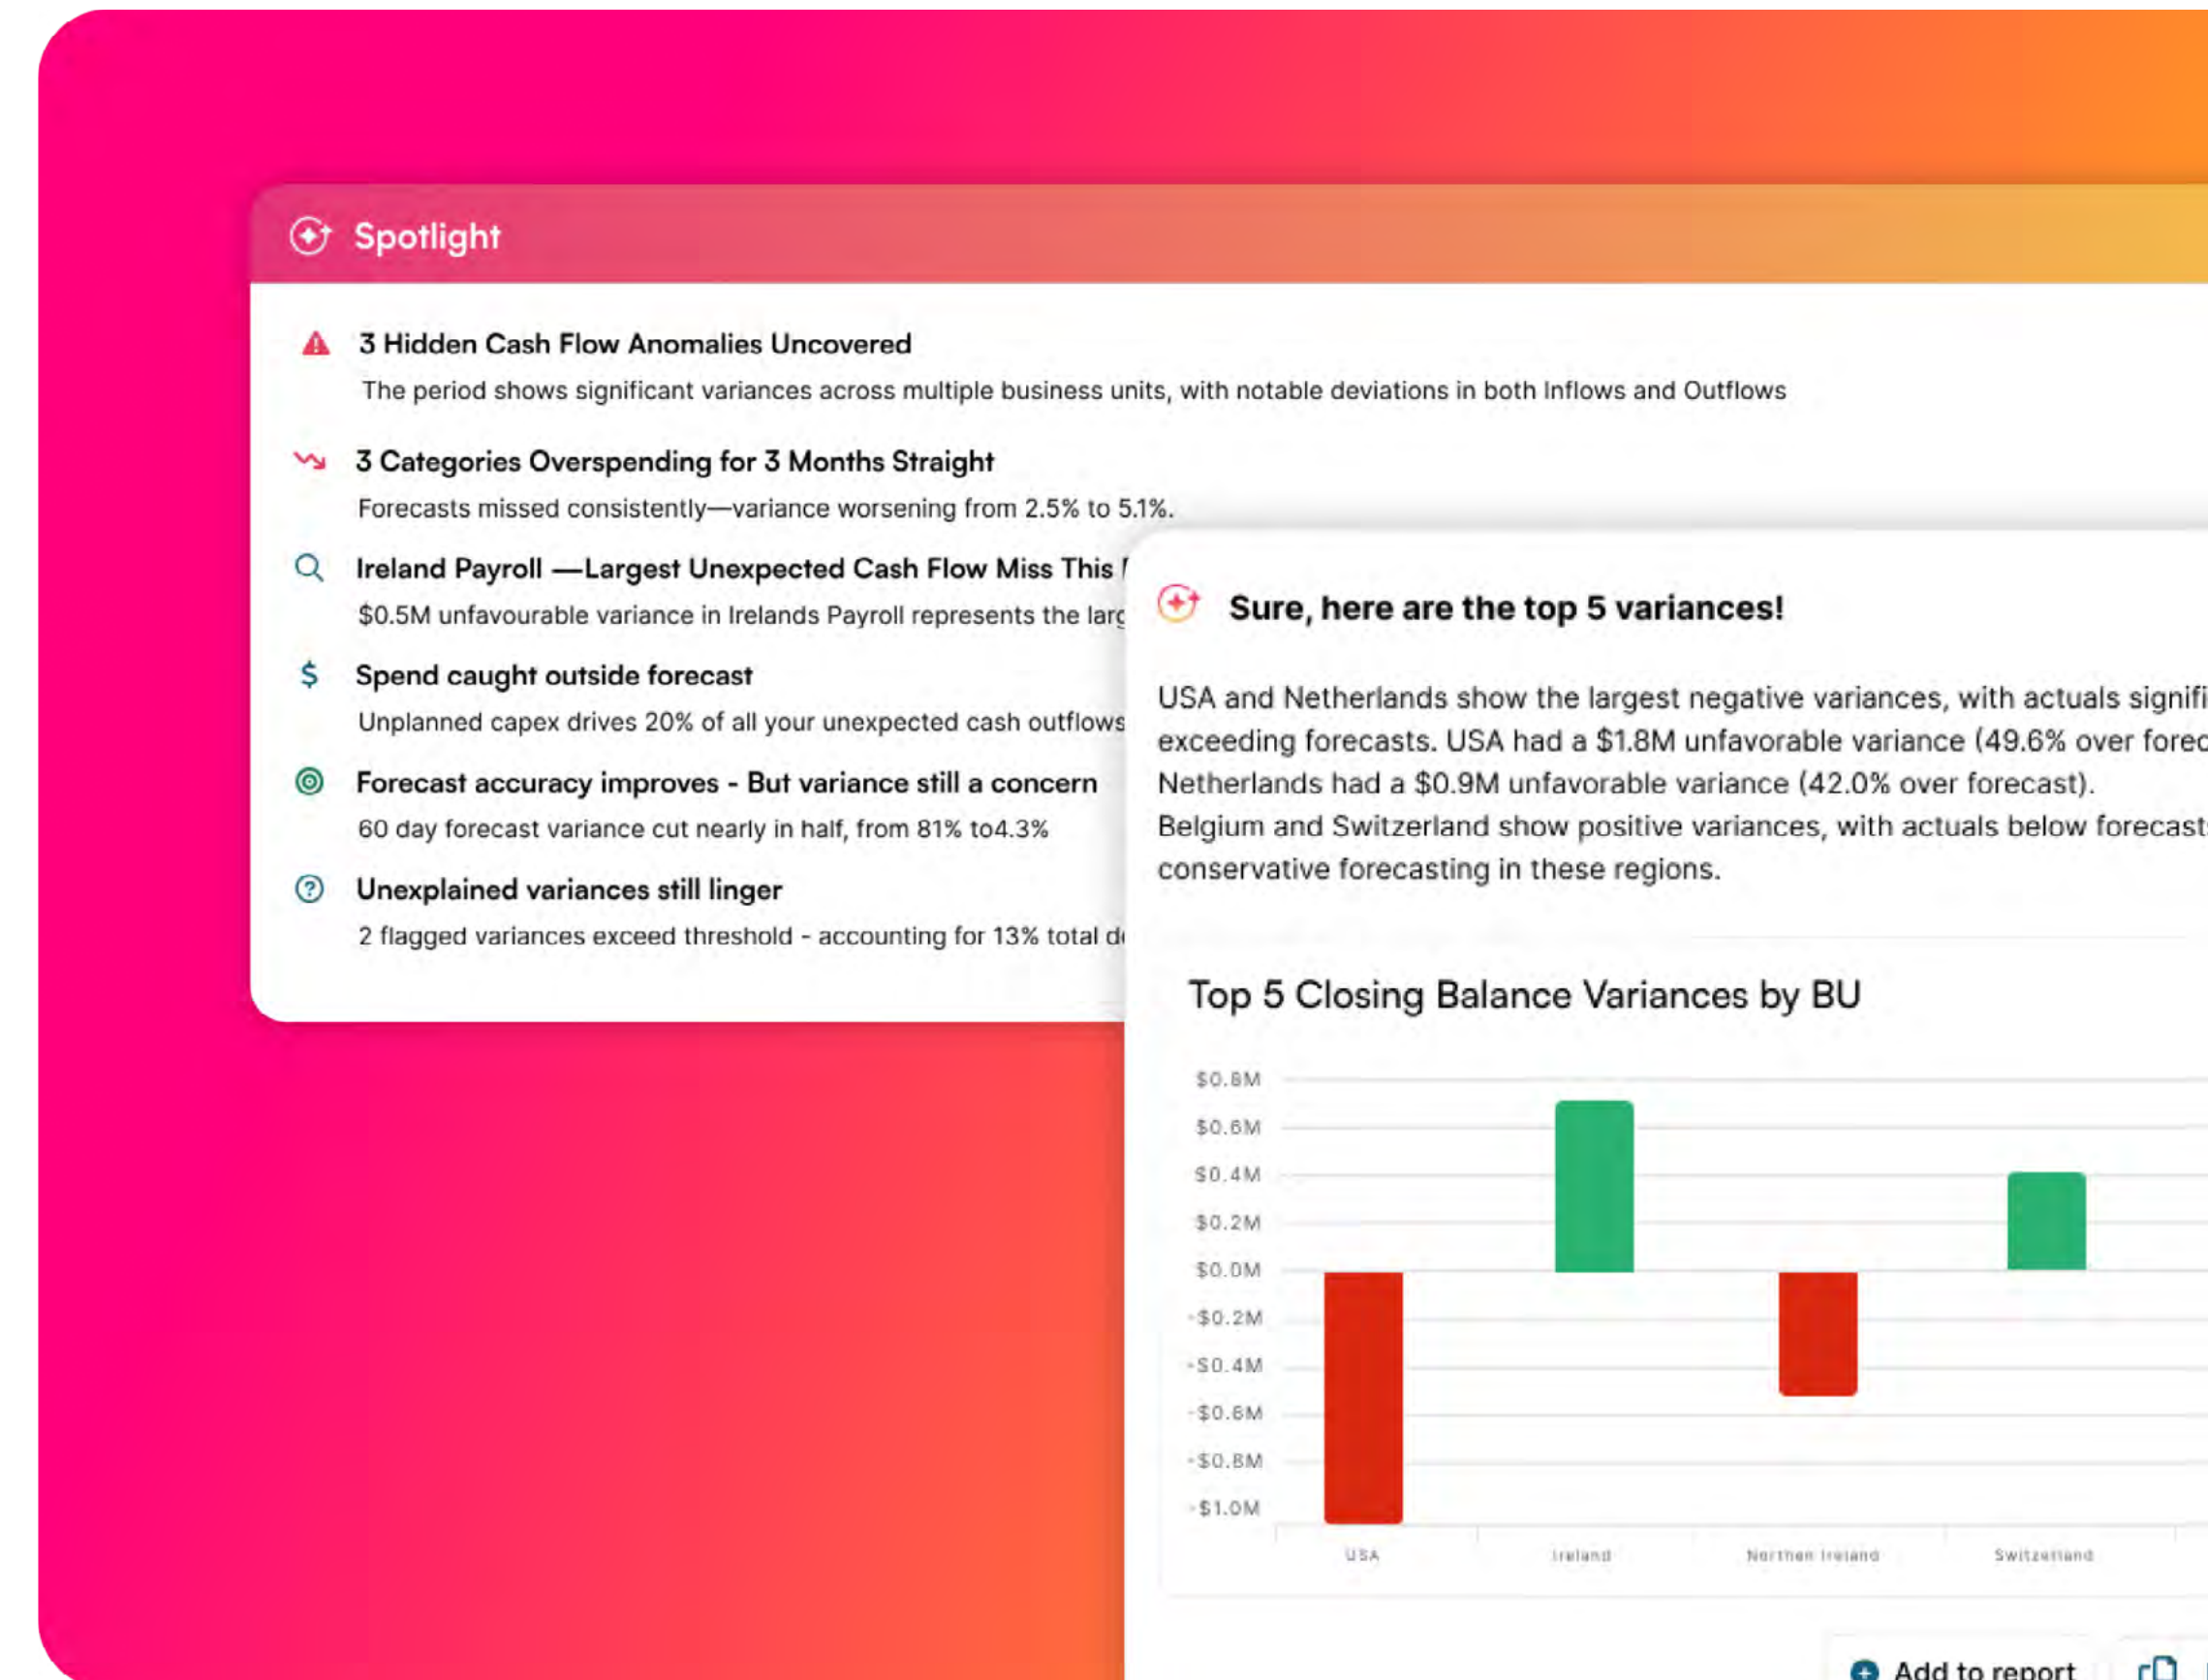 Spotlight
3 Hidden Cash Flow Anomalies Uncovered
The period shows significant variances across multiple business units, with notable deviations in both Inflows and Outflows
3 Categories Overspending for 3 Months Straight
Forecasts missed consistently—variance worsening from 2.5% to 5.1%.
Ireland Payroll —Largest Unexpected Cash Flow Miss This
$0.5M unfavourable variance in Irelands Payroll represents the
Spend caught outside forecast
Unplanned capex drives 20% of all your unexpected cash outflows
Forecast accuracy improves - But variance still a concern
60 day forecast variance cut nearly in half, from 81% to4.3%
Unexplained variances still linger
2 flagged variances exceed threshold - accounting for 13% total
Sure, here are the top 5 variances!
USA and Netherlands show the largest negative variances, with actuals
exceeding forecasts. USA had a $1.8M unfavorable variance (49.6% over
Netherlands had a $0.9M unfavorable variance (42.0% over forecast).
Belgium and Switzerland show positive variances, with actuals below forecasts
conservative forecasting in these regions.
Top 5 Closing Balance Variances by BU
$0.8M
$0.6M
$0.4M
$0.2M
$0.0M
-$0.2M
-$0.4M
-$0.6M
-$0.8M
-$1.0M
USA Ireland Northen Ireland Switzerland
Add to report